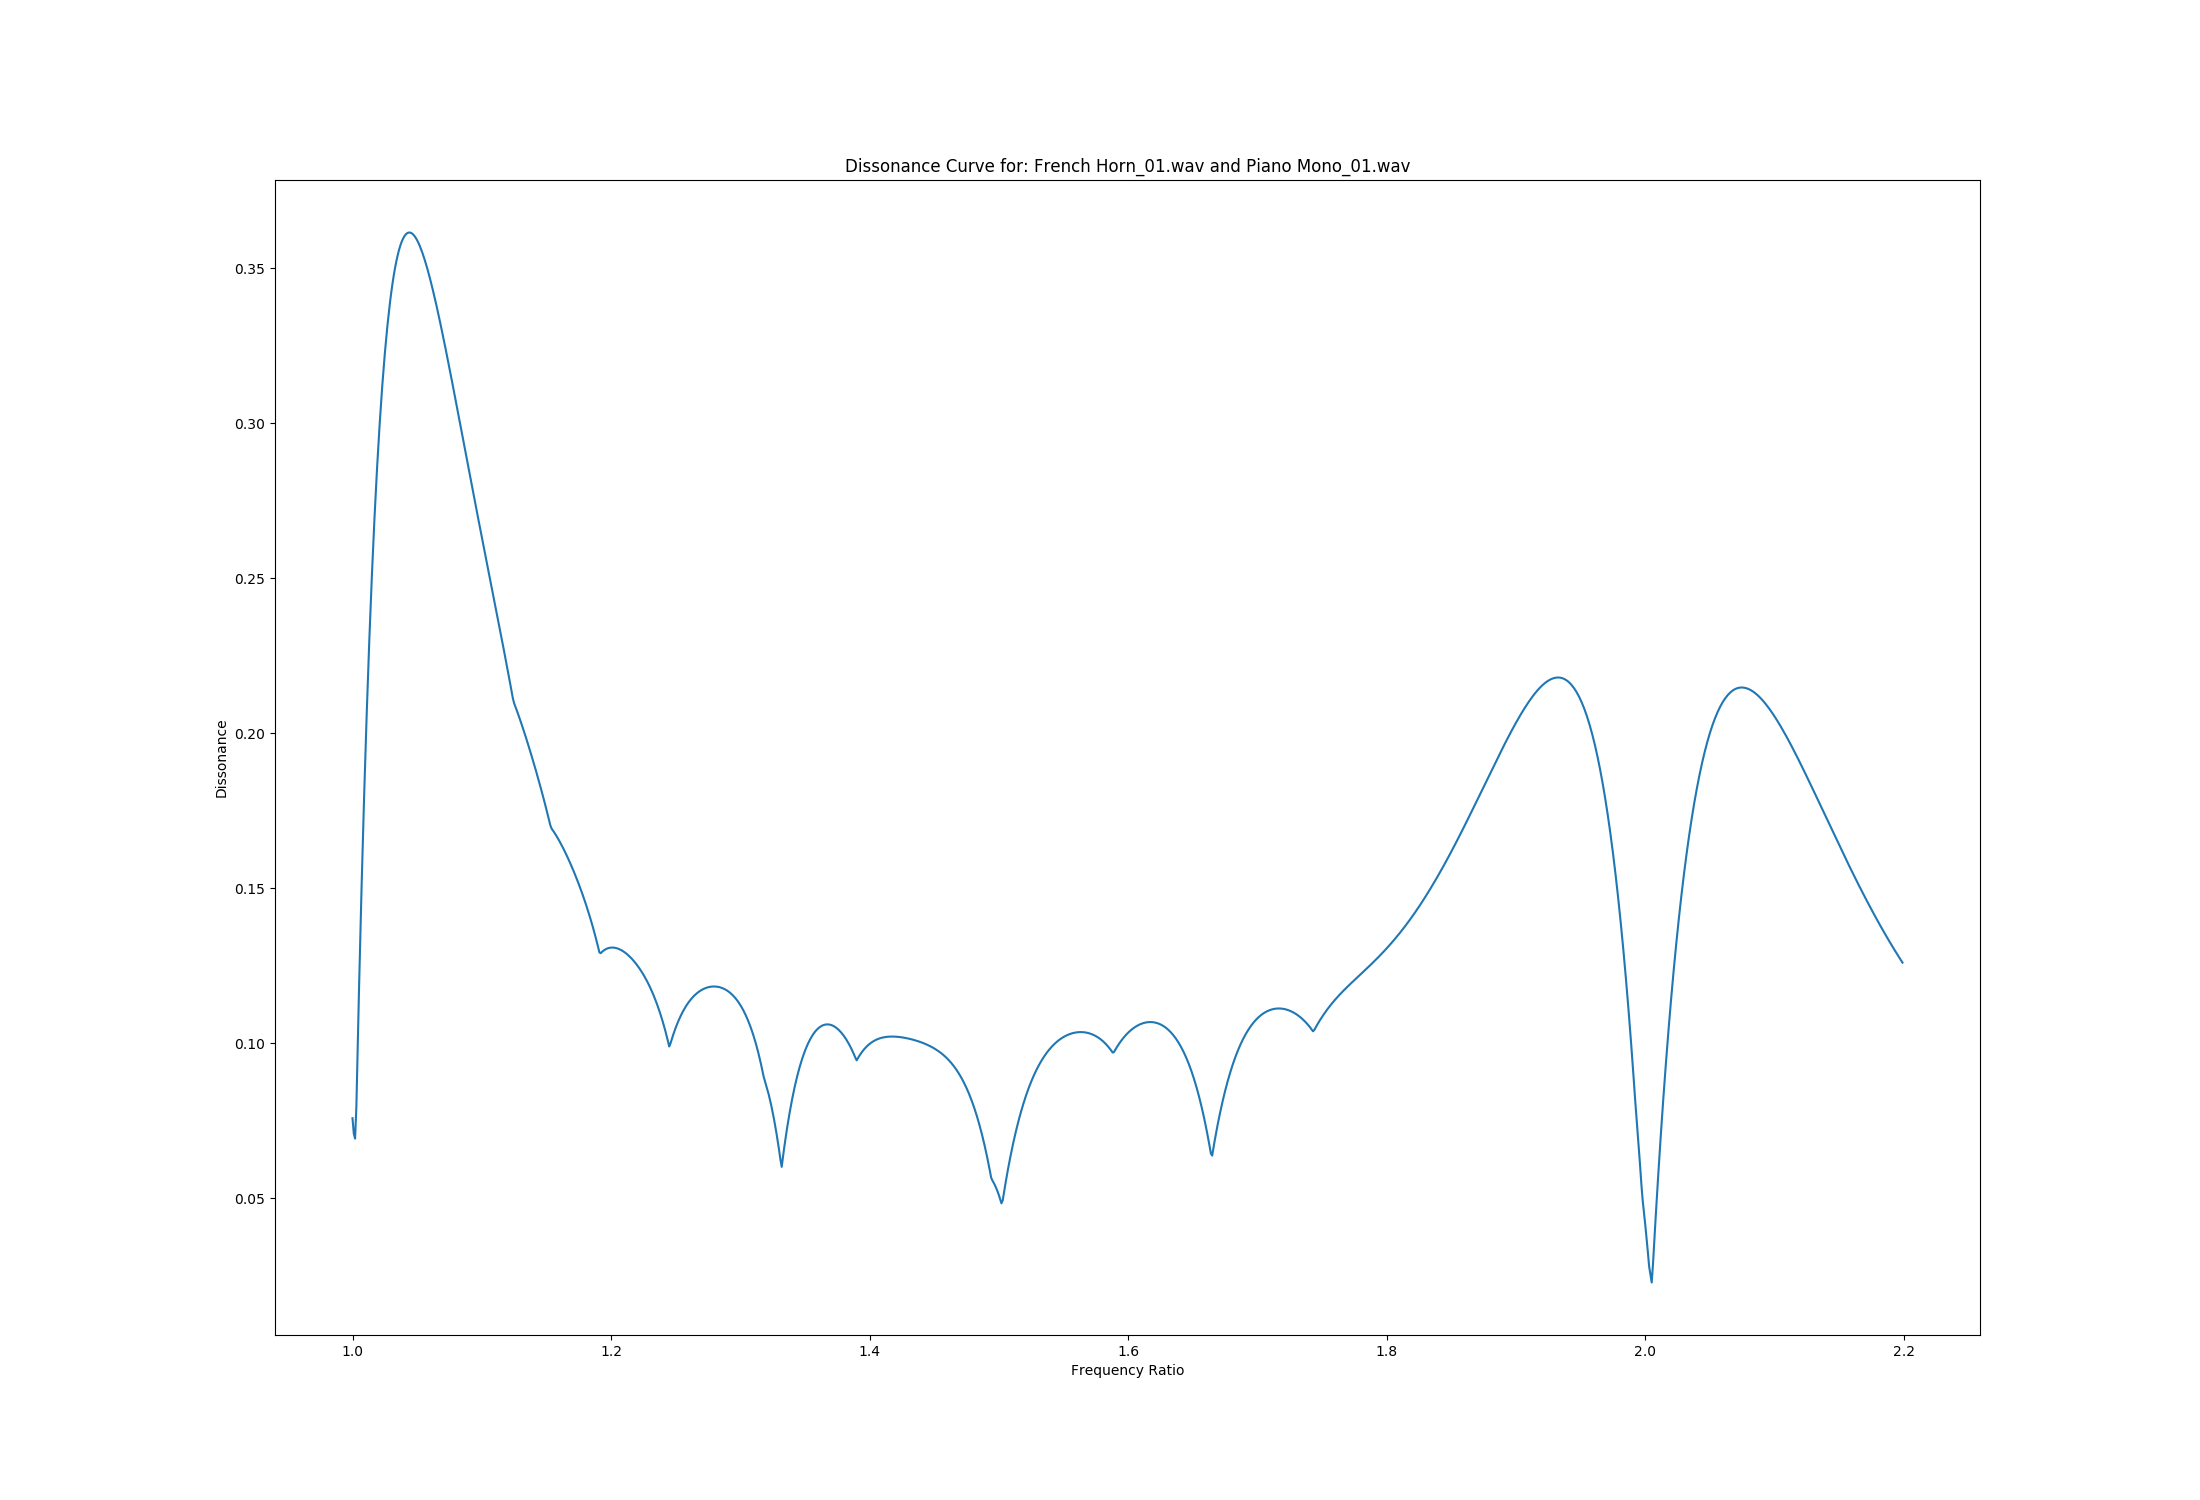 Dissonance Curve for: French Horn_01.wav and Piano Mono_01.wav
0.35
0.30
0.25
0.20
0.15
0.10
0.05
Dissonance
1.0 1.2 1.4 1.6 1.8 2.0 2.2
Frequency Ratio